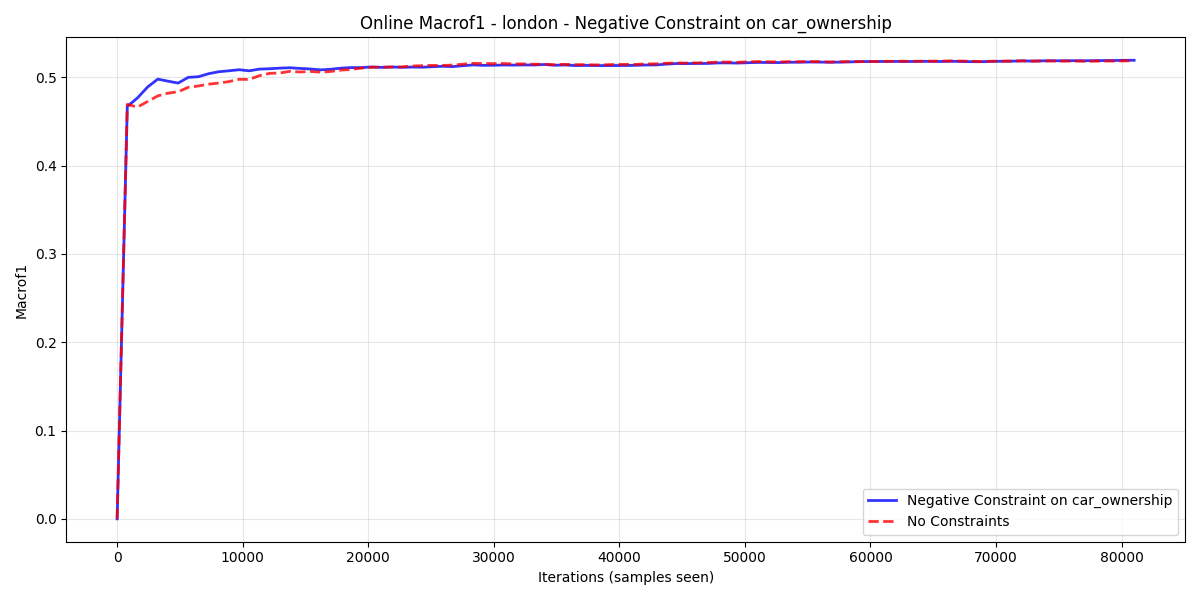 Online Macrof1 - london - Negative Constraint on car_ownership
Macrof1
0.5
0.4
0.3
0.2
0.1
0.0
0 10000 20000 30000 40000 50000 60000 70000 80000
Iterations (samples seen)
Negative Constraint on car_ownership
No Constraints